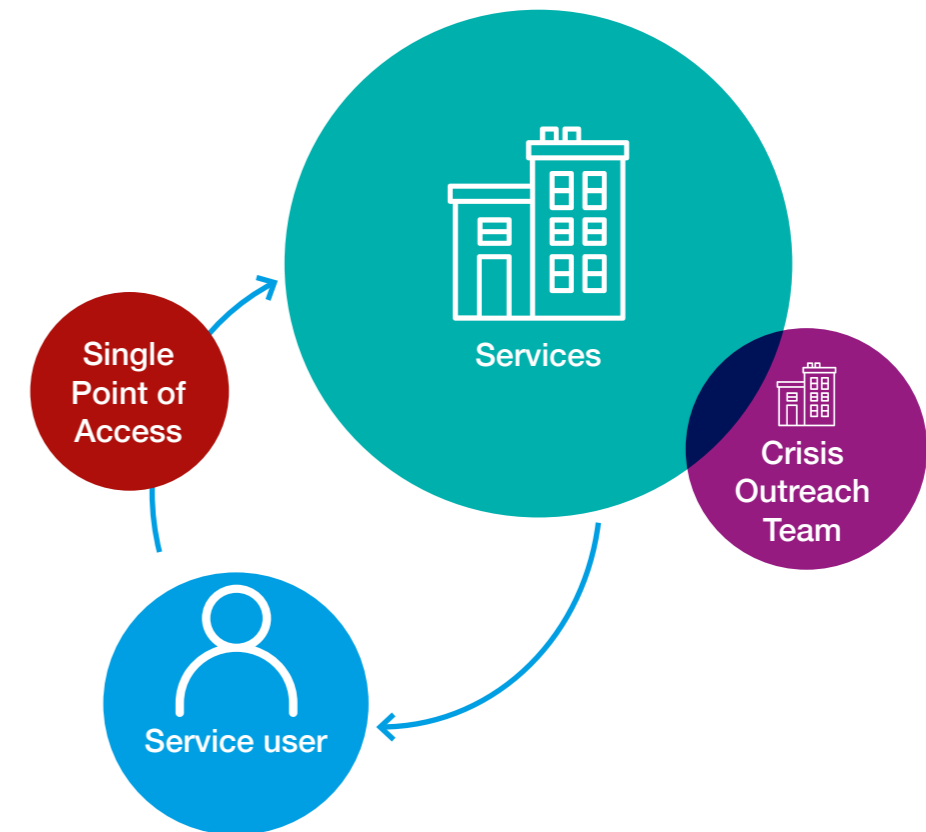 Services
Single
Point of
Access
Crisis
Outreach
Team
Service user